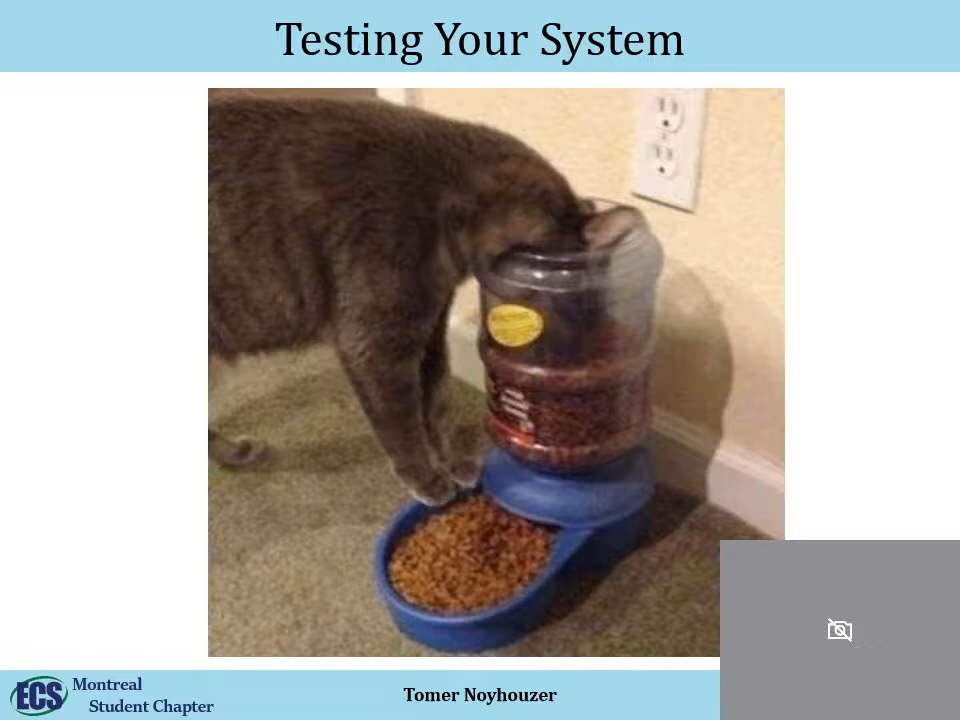 Testing Your System
ECS
Montreal
Student Chapter
Tomer Noyhouzer